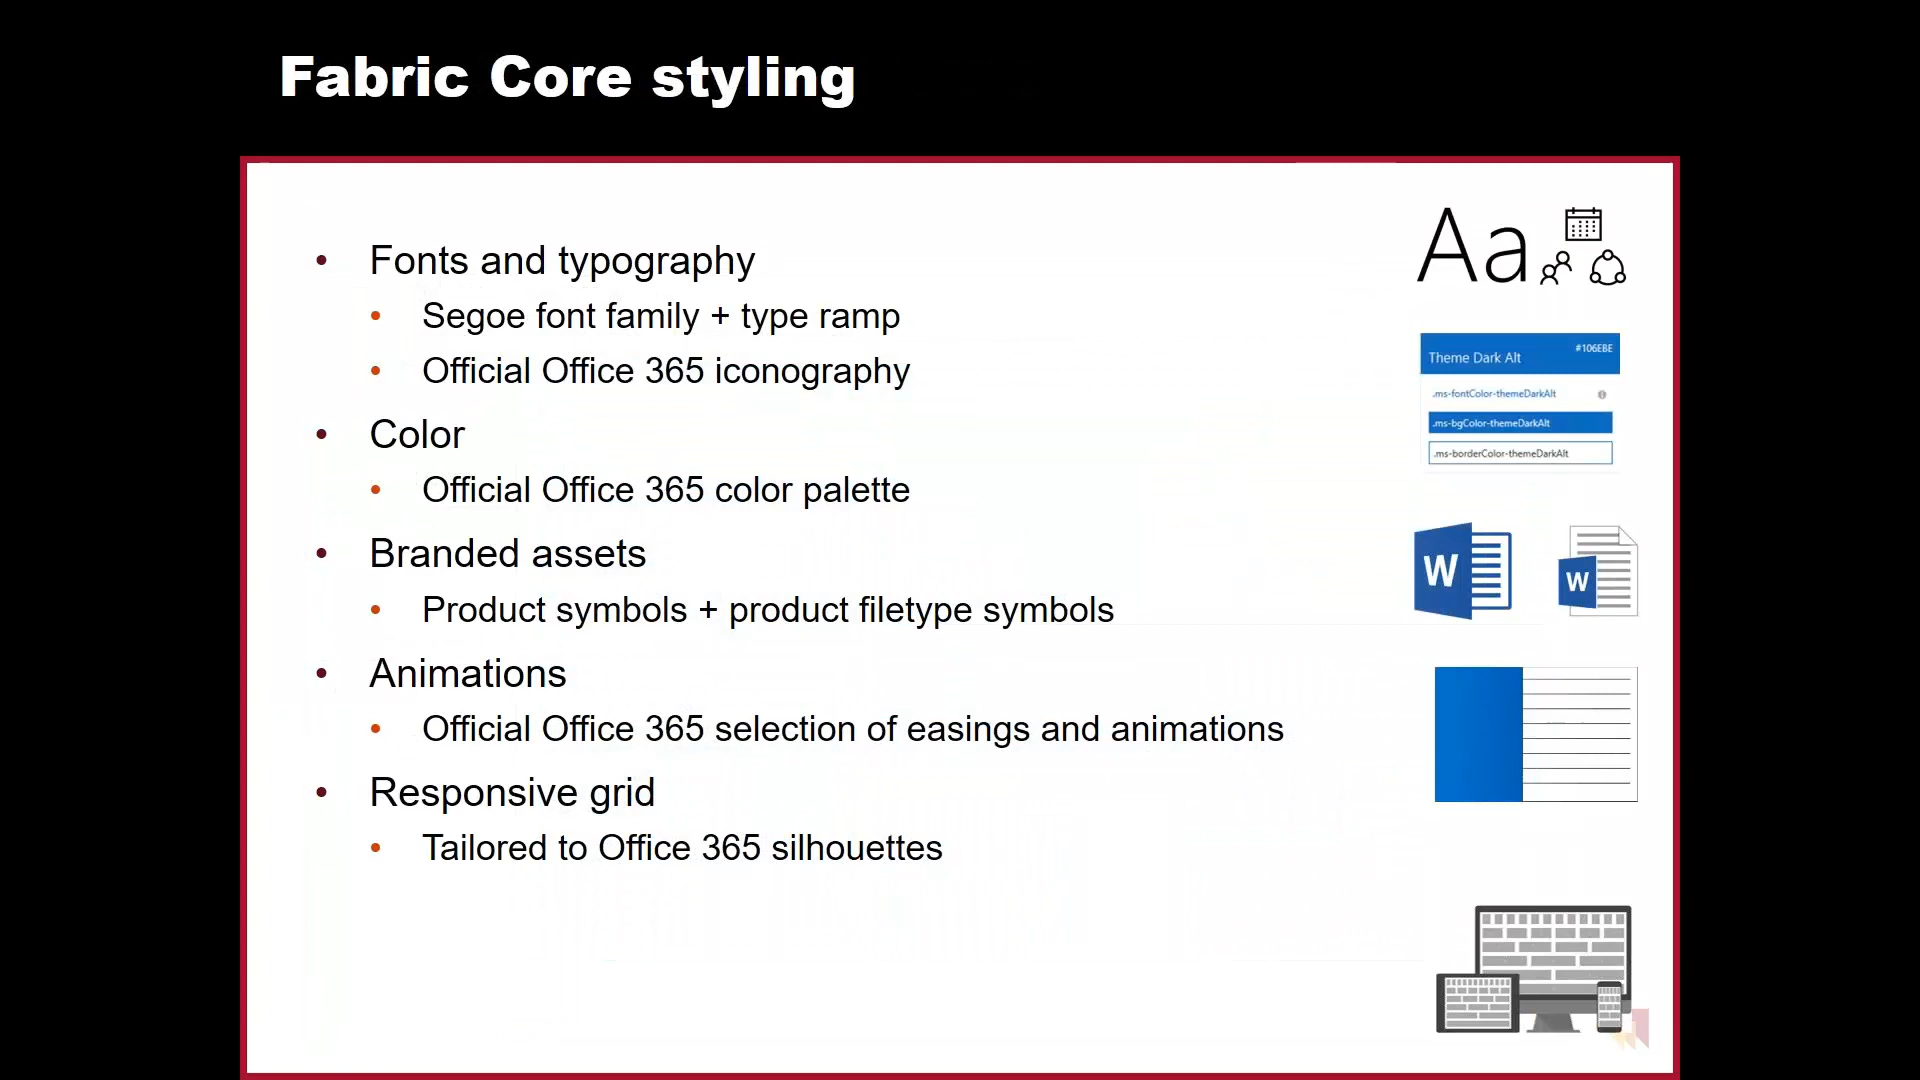 Fabric Core styling
• Fonts and typography
• Segoe font family + type ramp
• Official Office 365 iconography
• Color
• Official Office 365 color palette
• Branded assets
• Product symbols + product filetype symbols
• Animations
• Official Office 365 selection of easings and animations
• Responsive grid
• Tailored to Office 365 silhouettes
Aa
#106EBE
Theme Dark Alt
.ms-fontColor-themeDarkAlt
.ms-bgColor-themeDarkAlt
.ms-borderColor-themeDarkAlt
W
W